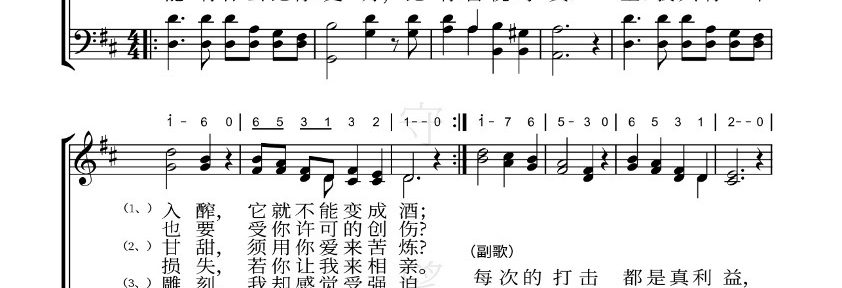 i - 6 0 | 6 5 3 1 3 2 | 1 - - 0 :‖ i - 7 6 | 5 - 3 0 | 6 5 3 1 | 2 - - 0 |
(1、) 入 醡, 它就不能变成 酒;
也 要 受你许可的创 伤?
(2、) 甘 甜, 须用你爱来苦 炼?
(副歌)
损 失, 若你让我来相 亲。
每次的 打击 都是真利 益,
(3、) 雕 刻, 我却感觉受强 迫